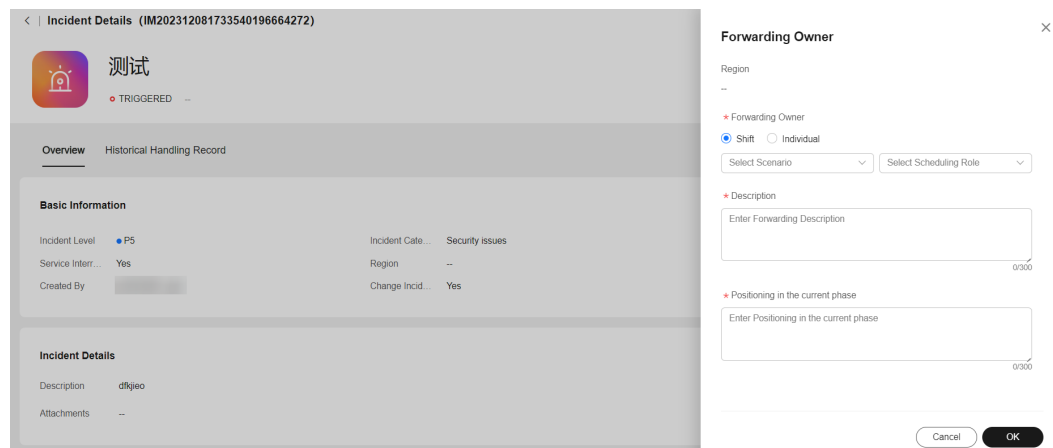 < | Incident Details (IM202312081733540196664272)
测试
TRIGGERED --
Overview Historical Handling Record
Basic Information
Incident Level P5 Incident Cate... Security issues
Service Interr... Yes Region --
Created By Change Incid... Yes
Incident Details
Description dfkjieo
Attachments --
Forwarding Owner
Region
--
* Forwarding Owner
Shift Individual
Select Scenario Select Scheduling Role
* Description
Enter Forwarding Description
0/300
* Positioning in the current phase
Enter Positioning in the current phase
0/300
Cancel OK